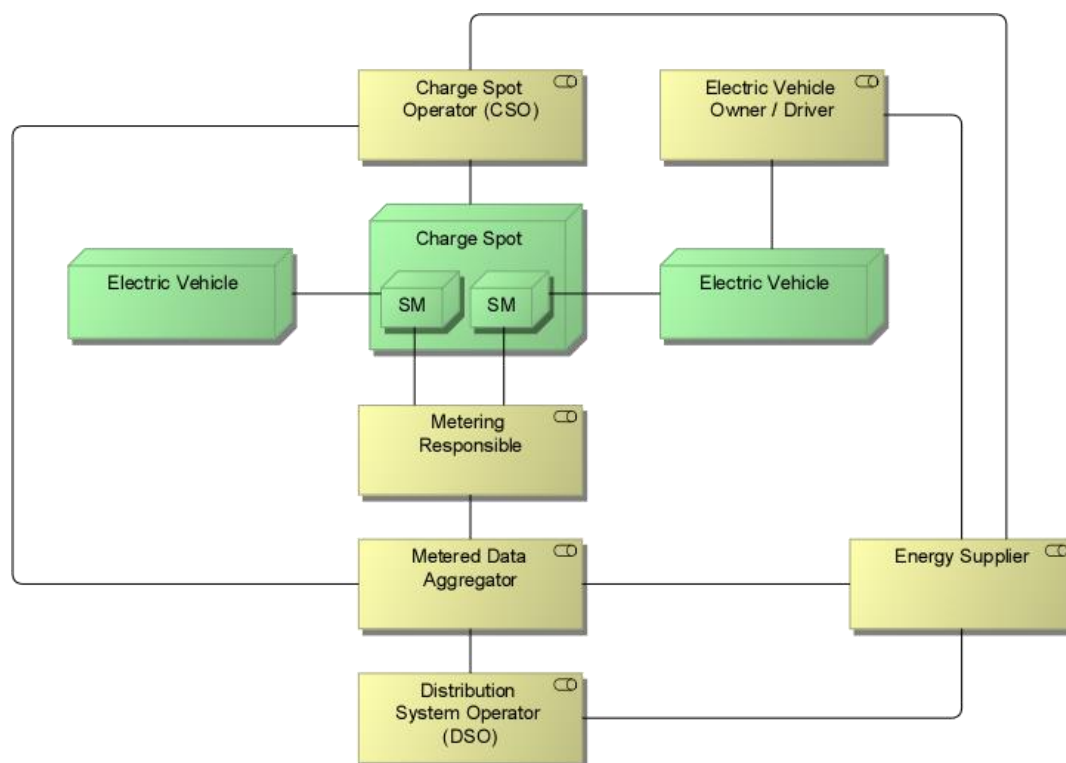 Charge Spot
Operator (CSO)
Electric Vehicle
Owner / Driver
Charge Spot
Electric Vehicle
SM
SM
Electric Vehicle
Metering
Responsible
Metered Data
Aggregator
Energy Supplier
Distribution
System Operator
(DSO)